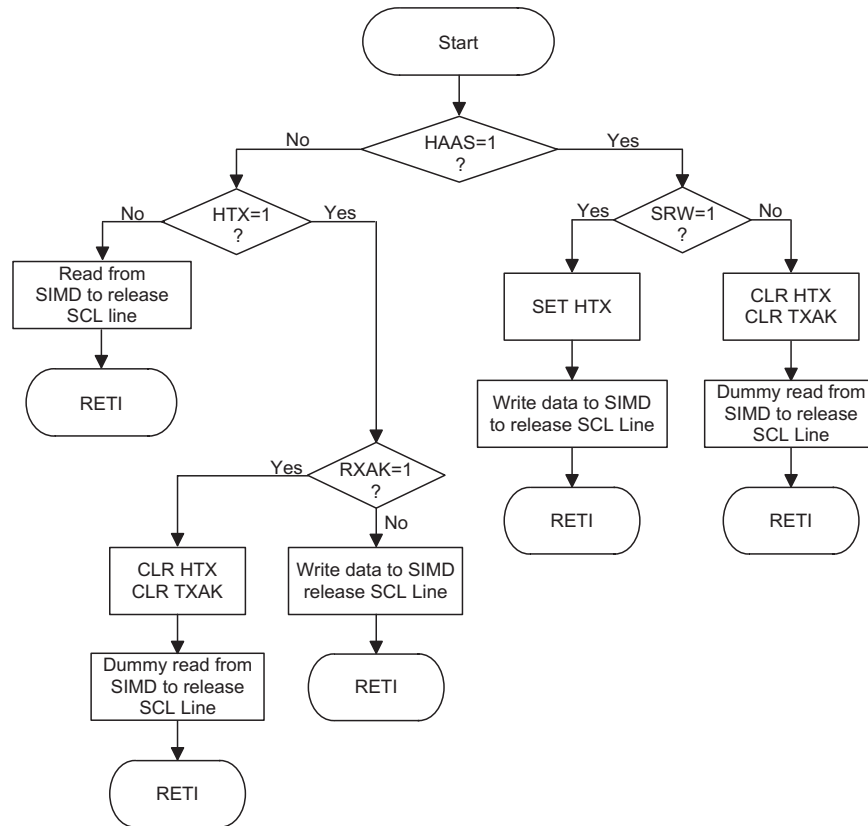 Start
HAAS=1
?
No
Yes
HTX=1
?
No
Yes
SRW=1
?
Yes
No
Read from
SIMD to release
SCL line
RETI
SET HTX
CLR HTX
CLR TXAK
Write data to SIMD
to release SCL Line
Dummy read from
SIMD to release
SCL Line
RETI
RETI
RXAK=1
?
Yes
No
CLR HTX
CLR TXAK
Write data to SIMD
release SCL Line
Dummy read from
SIMD to release
SCL Line
RETI
RETI